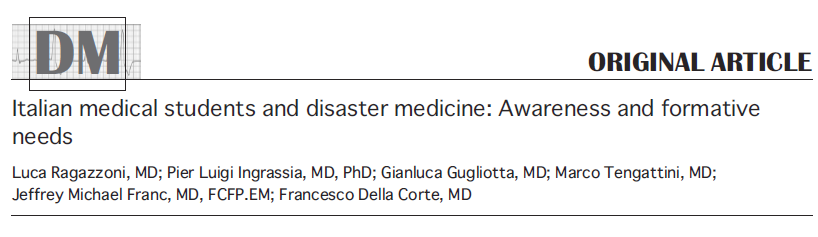 DM
ORIGINAL ARTICLE
Italian medical students and disaster medicine: Awareness and formative
needs
Luca Ragazzoni, MD; Pier Luigi Ingrassia, MD, PhD; Gianluca Gugliotta, MD; Marco Tengattini, MD;
Jeffrey Michael Franc, MD, FCFP.EM; Francesco Della Corte, MD